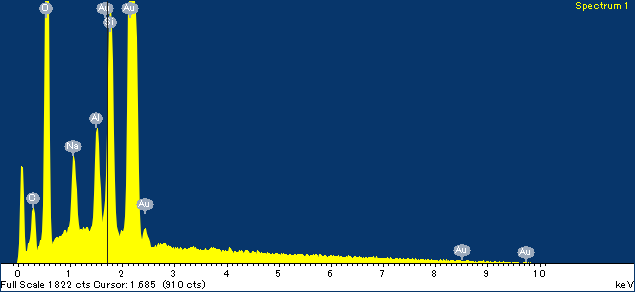 Spectrum 1
O Au Au
Si
Al
Na
C
Au
Au
Au
0 1 2 3 4 5 6 7 8 9 10
Full Scale 1822 cts Cursor: 1.685 (910 cts) keV